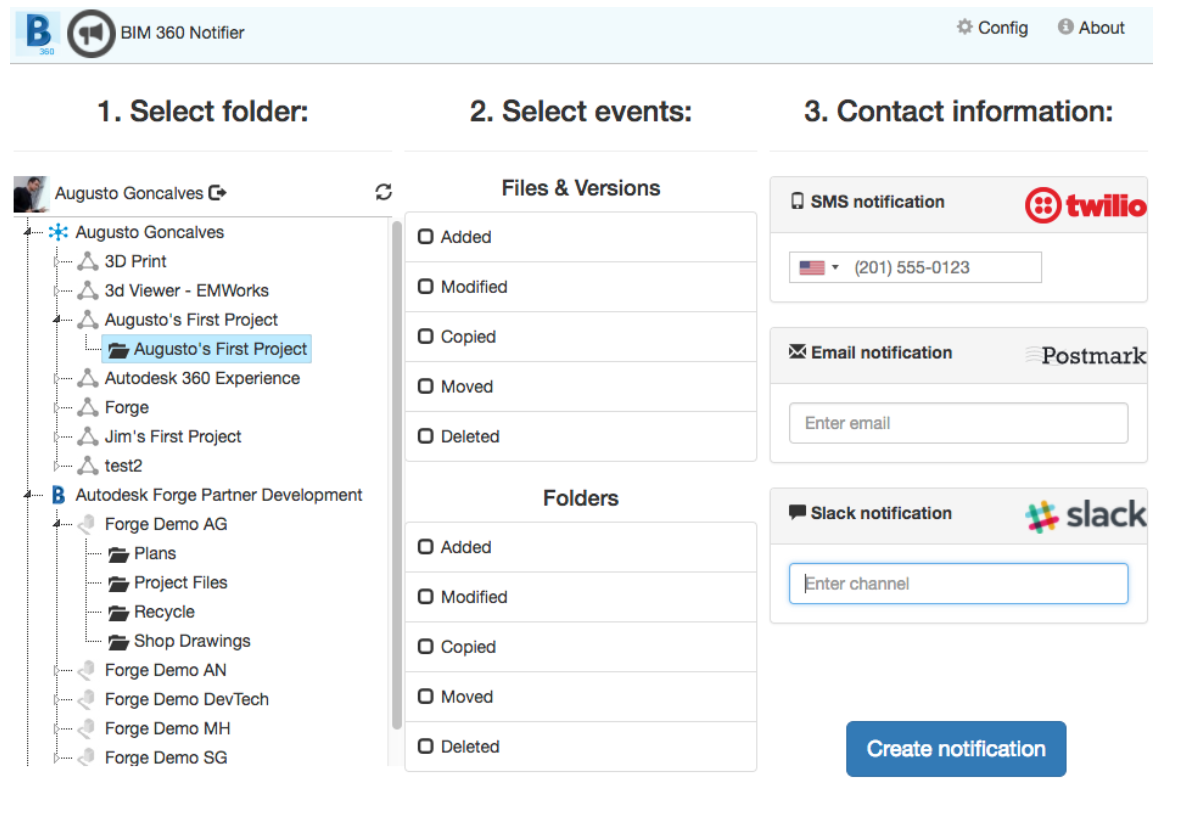 B
360
BIM 360 Notifier
Config
About
1. Select folder:
2. Select events:
3. Contact information:
Augusto Goncalves
Augusto Goncalves
3D Print
3d Viewer - EMWorks
Augusto's First Project
Augusto's First Project
Autodesk 360 Experience
Forge
Jim's First Project
test2
B Autodesk Forge Partner Development
Forge Demo AG
Plans
Project Files
Recycle
Shop Drawings
Forge Demo AN
Forge Demo DevTech
Forge Demo MH
Forge Demo SG
Files & Versions
Added
Modified
Copied
Moved
Deleted
Folders
Added
Modified
Copied
Moved
Deleted
SMS notification
twilio
(201) 555-0123
Email notification
Postmark
Enter email
Slack notification
slack
Enter channel
Create notification